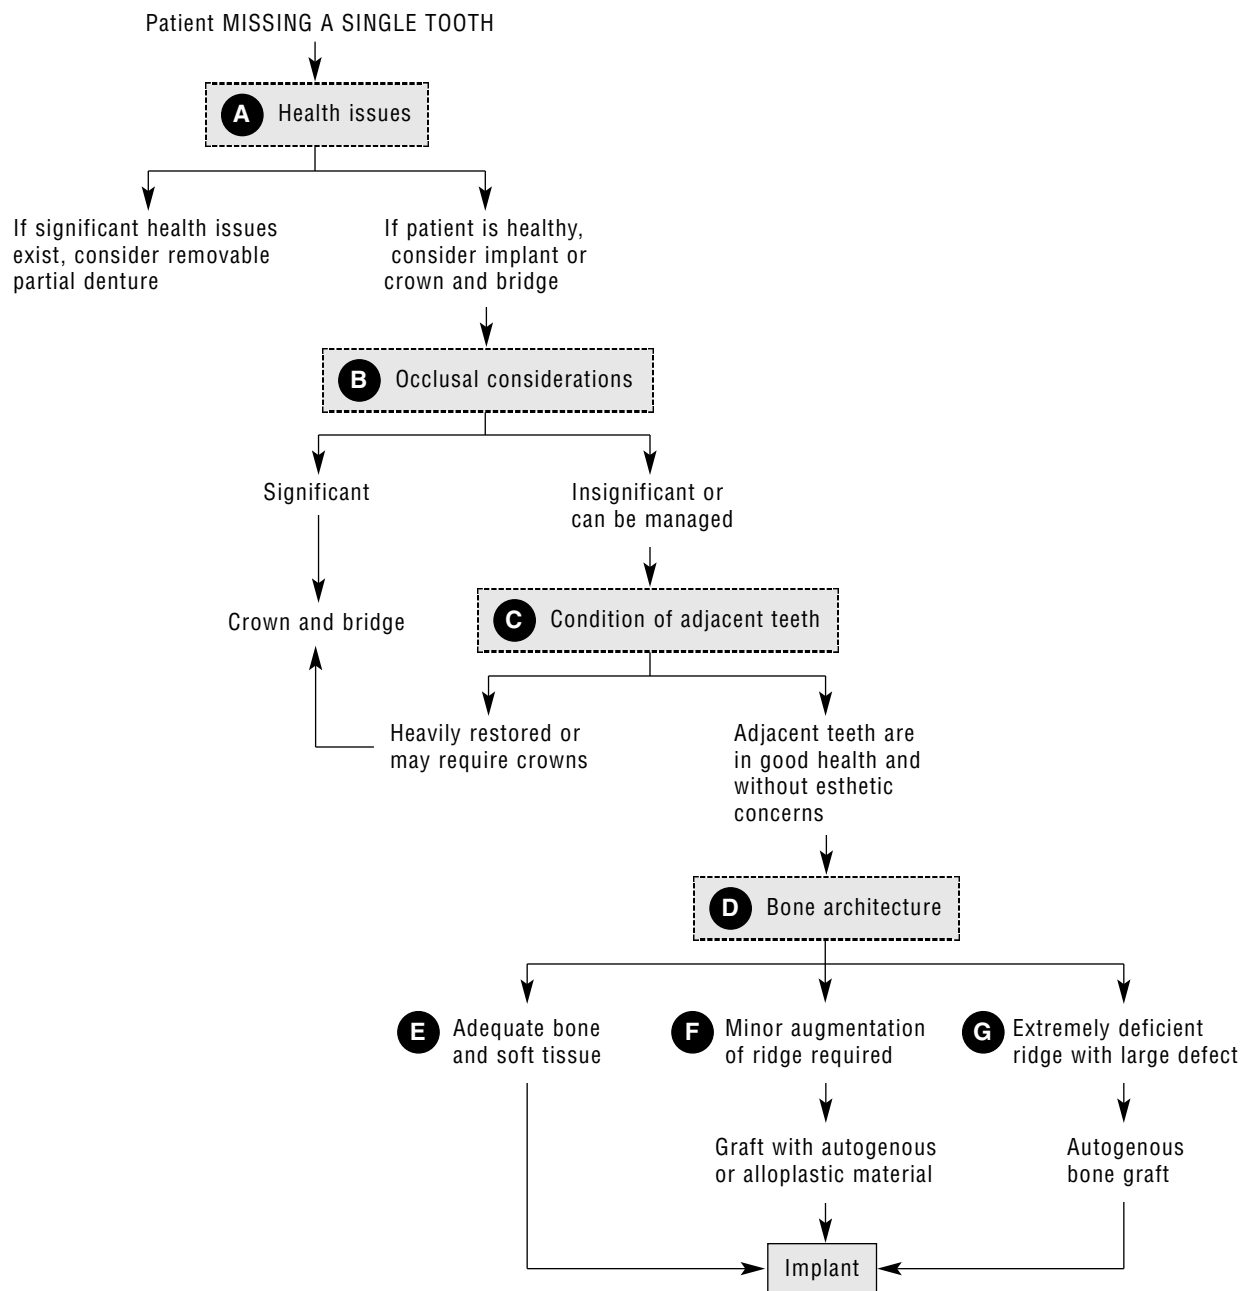 Patient MISSING A SINGLE TOOTH
A Health issues
If significant health issues
exist, consider removable
partial denture
If patient is healthy,
consider implant or
crown and bridge
B Occlusal considerations
Significant
Insignificant or
can be managed
Crown and bridge
C Condition of adjacent teeth
Heavily restored or
may require crowns
Adjacent teeth are
in good health and
without esthetic
concerns
D Bone architecture
E Adequate bone
and soft tissue
F Minor augmentation
of ridge required
G Extremely deficient
ridge with large defect
Graft with autogenous
or alloplastic material
Autogenous
bone graft
Implant